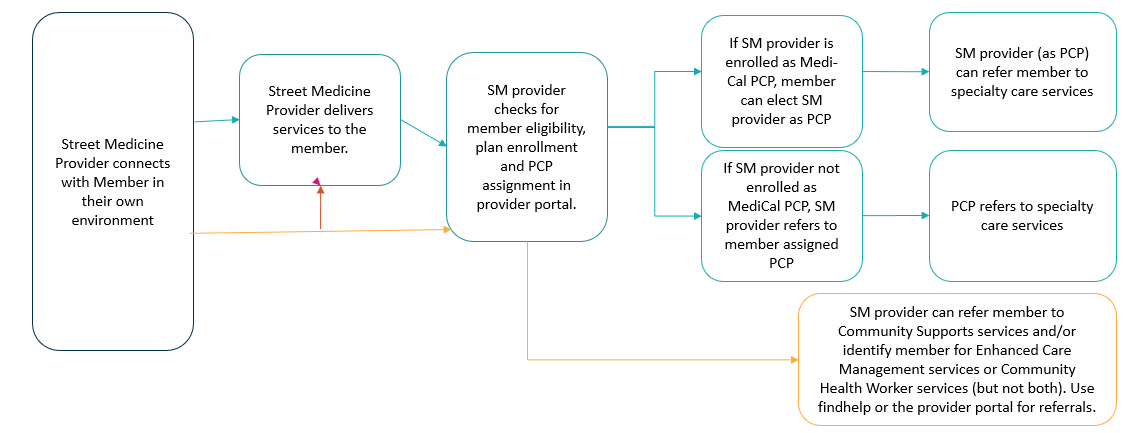 Street Medicine
Provider connects
with Member in
their own
environment
Street Medicine
Provider delivers
services to the
member.
SM provider
checks for
member eligibility,
plan enrollment
and PCP
assignment in
provider portal.
If SM provider is
enrolled as Medi-
Cal PCP, member
can elect SM
provider as PCP
SM provider (as PCP)
can refer member to
specialty care services
If SM provider not
enrolled as
MediCal PCP, SM
provider refers to
member assigned
PCP
PCP refers to specialty
care services
SM provider can refer member to
Community Supports services and/or
identify member for Enhanced Care
Management services or Community
Health Worker services (but not both). Use
findhelp or the provider portal for referrals.